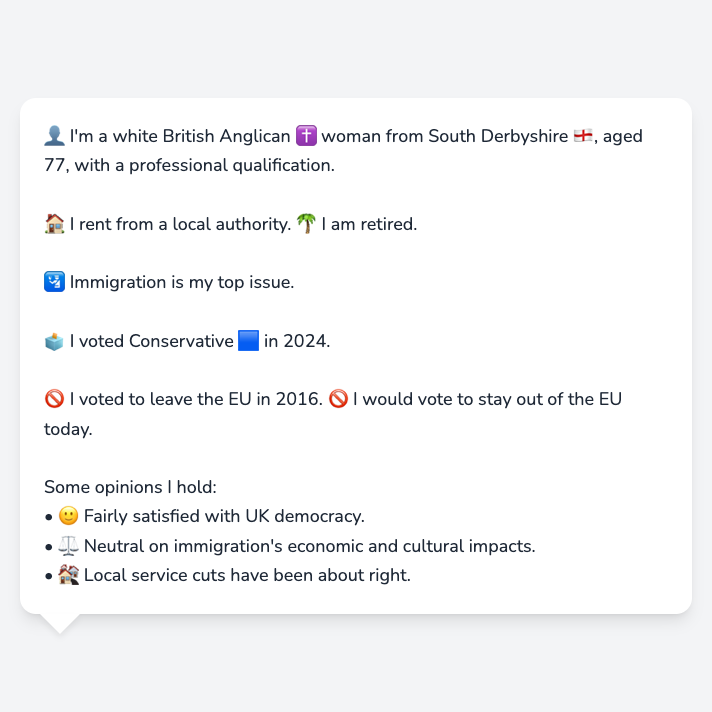 👤 I'm a white British Anglican ✝️ woman from South Derbyshire 🏴󠁧󠁢󠁥󠁮󠁧󠁿, aged
77, with a professional qualification.
🏠 I rent from a local authority. 🌴 I am retired.
🛂 Immigration is my top issue.
🗳️ I voted Conservative 🟦 in 2024.
🚫 I voted to leave the EU in 2016. 🚫 I would vote to stay out of the EU
today.
Some opinions I hold:
• 🙂 Fairly satisfied with UK democracy.
• ⚖️ Neutral on immigration's economic and cultural impacts.
• 🏚️ Local service cuts have been about right.